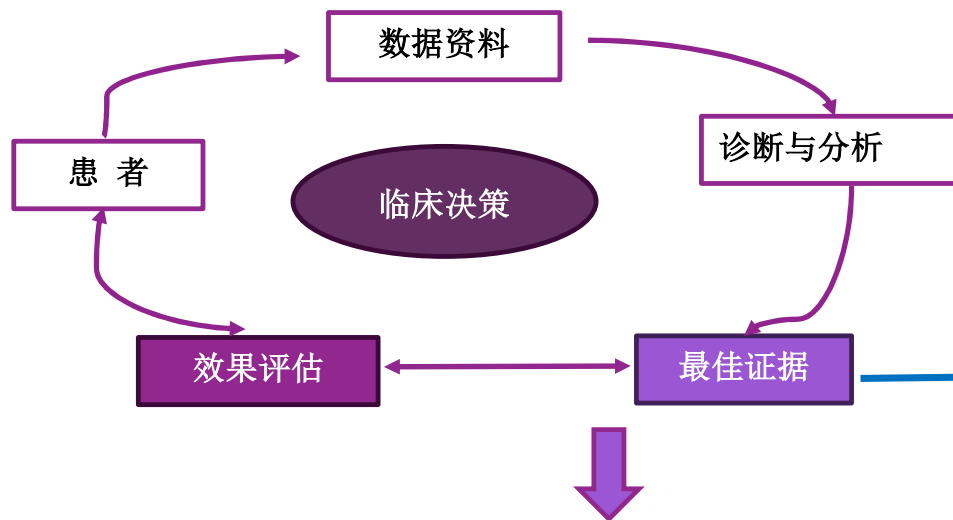 数据资料
诊断与分析
患 者
临床决策
效果评估
最佳证据